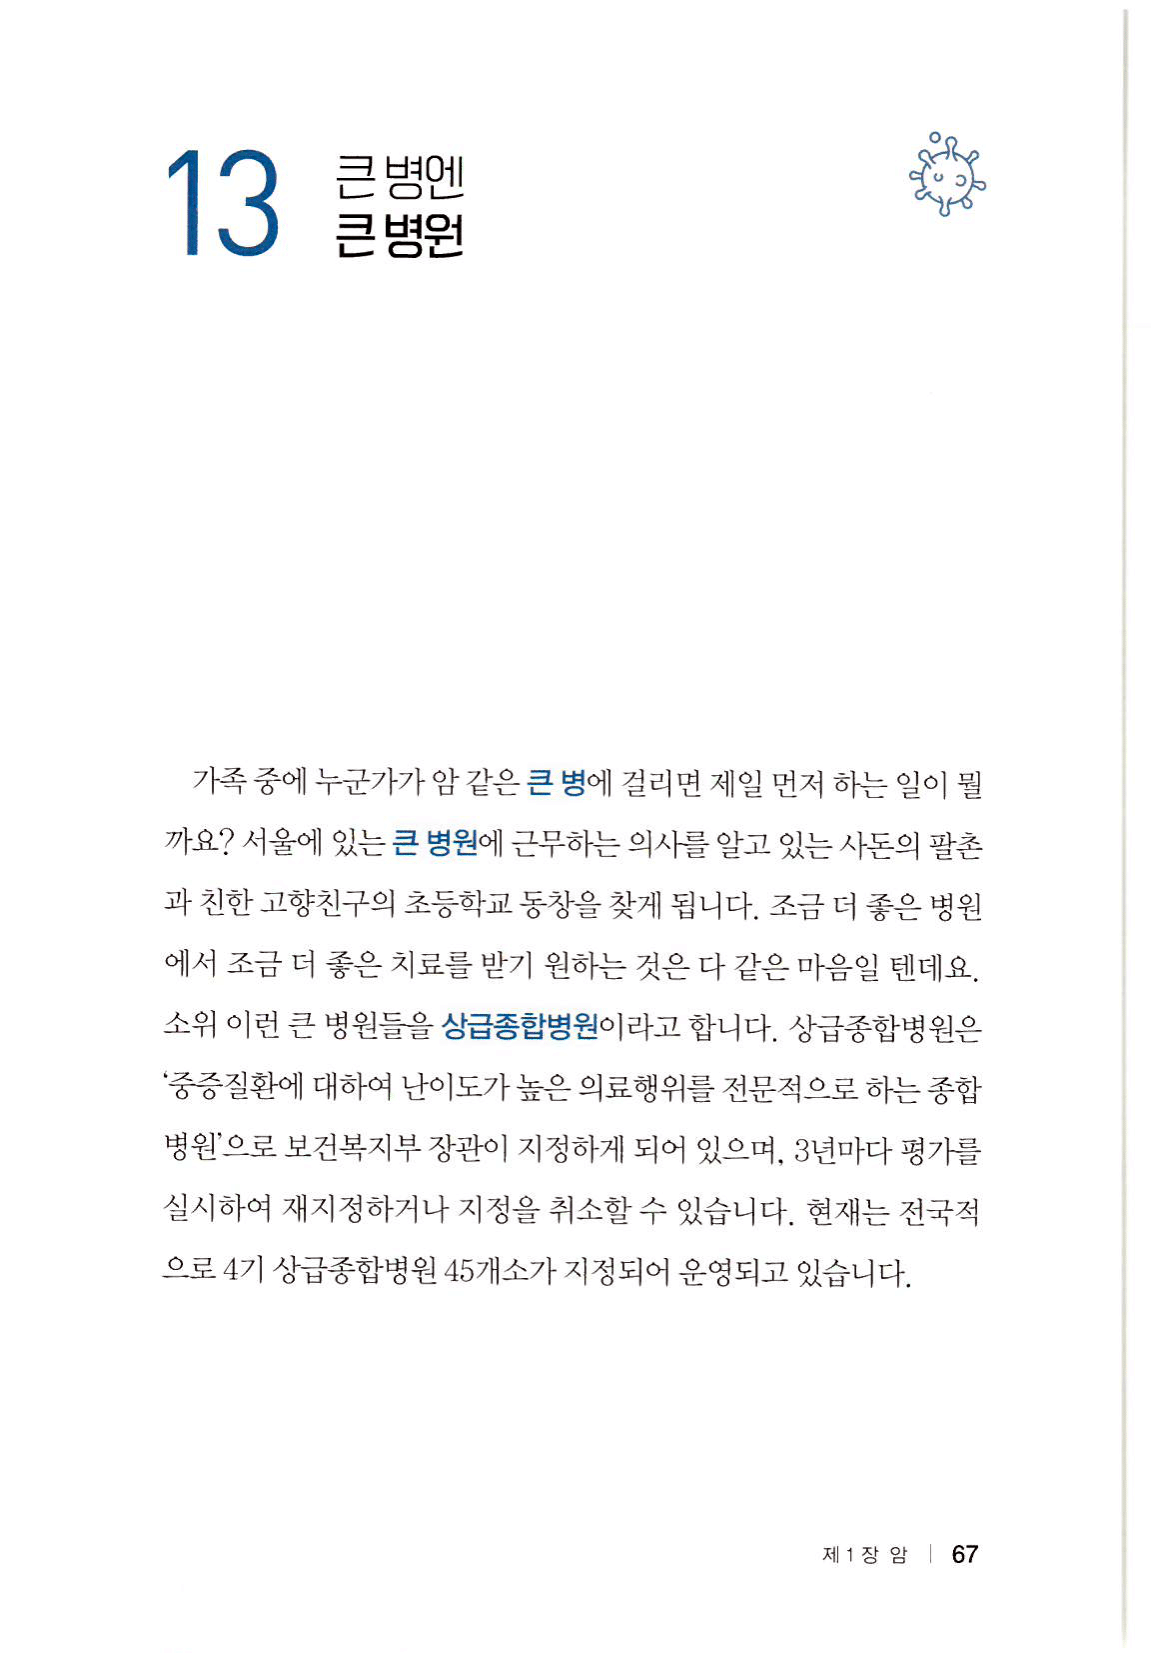 13
큰 병엔
큰 병원
가족 중에 누군가가 암 같은 큰 병에 걸리면 제일 먼저 하는 일이 뭘
까요? 서울에 있는 큰 병원에 근무하는 의사를 알고 있는 사돈의 팔촌
과 친한 고향친구의 초등학교 동창을 찾게 됩니다. 조금 더 좋은 병원
에서 조금 더 좋은 치료를 받기 원하는 것은 다 같은 마음일 텐데요.
소위 이런 큰 병원들을 상급종합병원이라고 합니다. 상급종합병원은
‘중증질환에 대하여 난이도가 높은 의료행위를 전문적으로 하는 종합
병원’으로 보건복지부 장관이 지정하게 되어 있으며, 3년마다 평가를
실시하여 재지정하거나 지정을 취소할 수 있습니다. 현재는 전국적
으로 4기 상급종합병원 45개소가 지정되어 운영되고 있습니다.
제1장 암 | 67